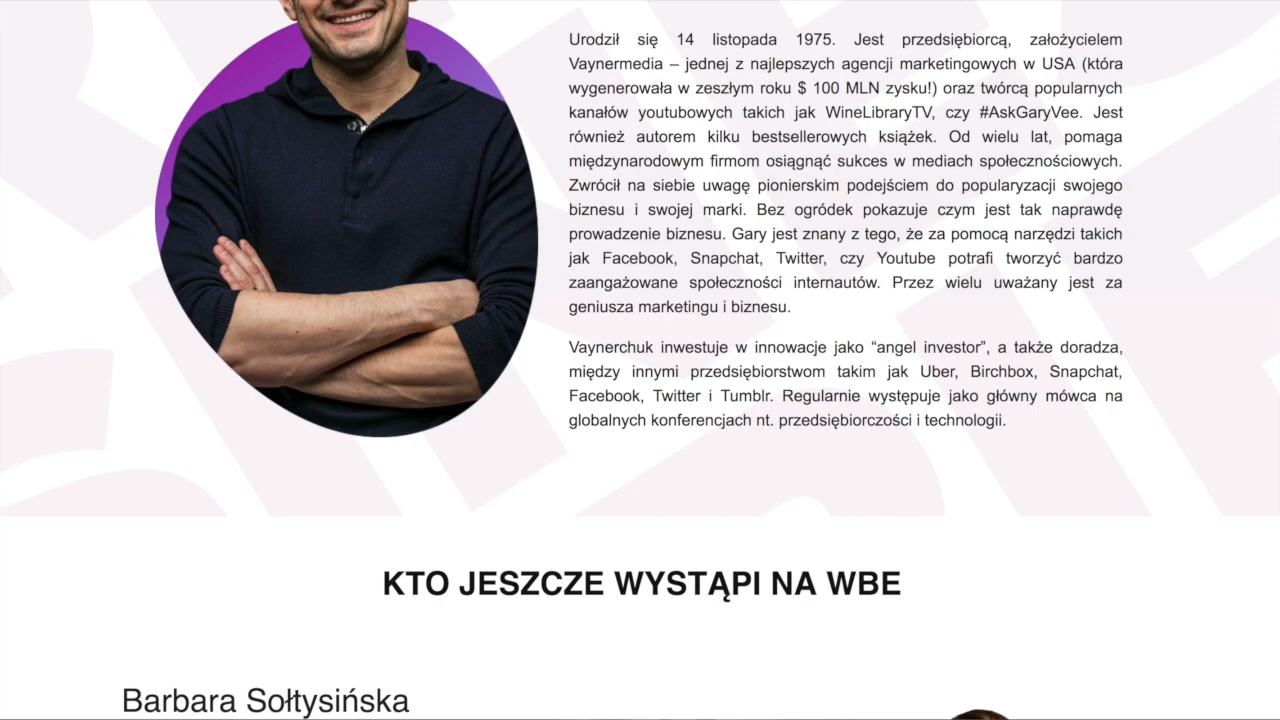 Urodził się 14 listopada 1975. Jest przedsiębiorcą, założycielem
Vaynermedia – jednej z najlepszych agencji marketingowych w USA (która
wygenerowała w zeszłym roku $ 100 MLN zysku!) oraz twórcą popularnych
kanałów youtubowych takich jak WineLibraryTV, czy #AskGaryVee. Jest
również autorem kilku bestsellerowych książek. Od wielu lat, pomaga
międzynarodowym firmom osiągnąć sukces w mediach społecznościowych.
Zwrócił na siebie uwagę pionierskim podejściem do popularyzacji swojego
biznesu i swojej marki. Bez ogródek pokazuje czym jest tak naprawdę
prowadzenie biznesu. Gary jest znany z tego, że za pomocą narzędzi takich
jak Facebook, Snapchat, Twitter, czy Youtube potrafi tworzyć bardzo
zaangażowane społeczności internautów. Przez wielu uważany jest za
geniusza marketingu i biznesu.
Vaynerchuk inwestuje w innowacje jako “angel investor”, a także doradza,
między innymi przedsiębiorstwom takim jak Uber, Birchbox, Snapchat,
Facebook, Twitter i Tumblr. Regularnie występuje jako główny mówca na
globalnych konferencjach nt. przedsiębiorczości i technologii.
KTO JESZCZE WYSTĄPI NA WBE
Barbara Sołtysińska